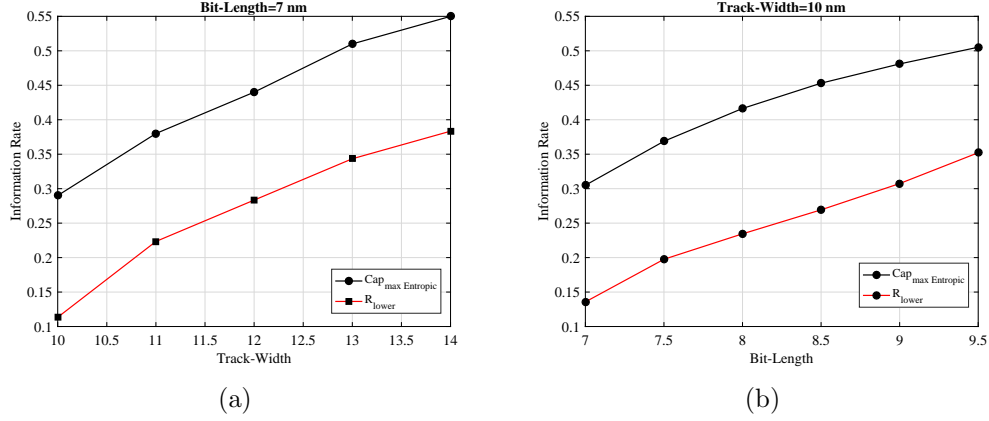 Bit-Length=7 nm
0.55
0.5
0.45
0.4
0.35
0.3
0.25
0.2
0.15
0.1
Information Rate
10 10.5 11 11.5 12 12.5 13 13.5 14
Track-Width
Cap max Entropic
R lower
(a)
Track-Width=10 nm
0.55
0.5
0.45
0.4
0.35
0.3
0.25
0.2
0.15
0.1
Information Rate
7 7.5 8 8.5 9 9.5
Bit-Length
Cap max Entropic
R lower
(b)